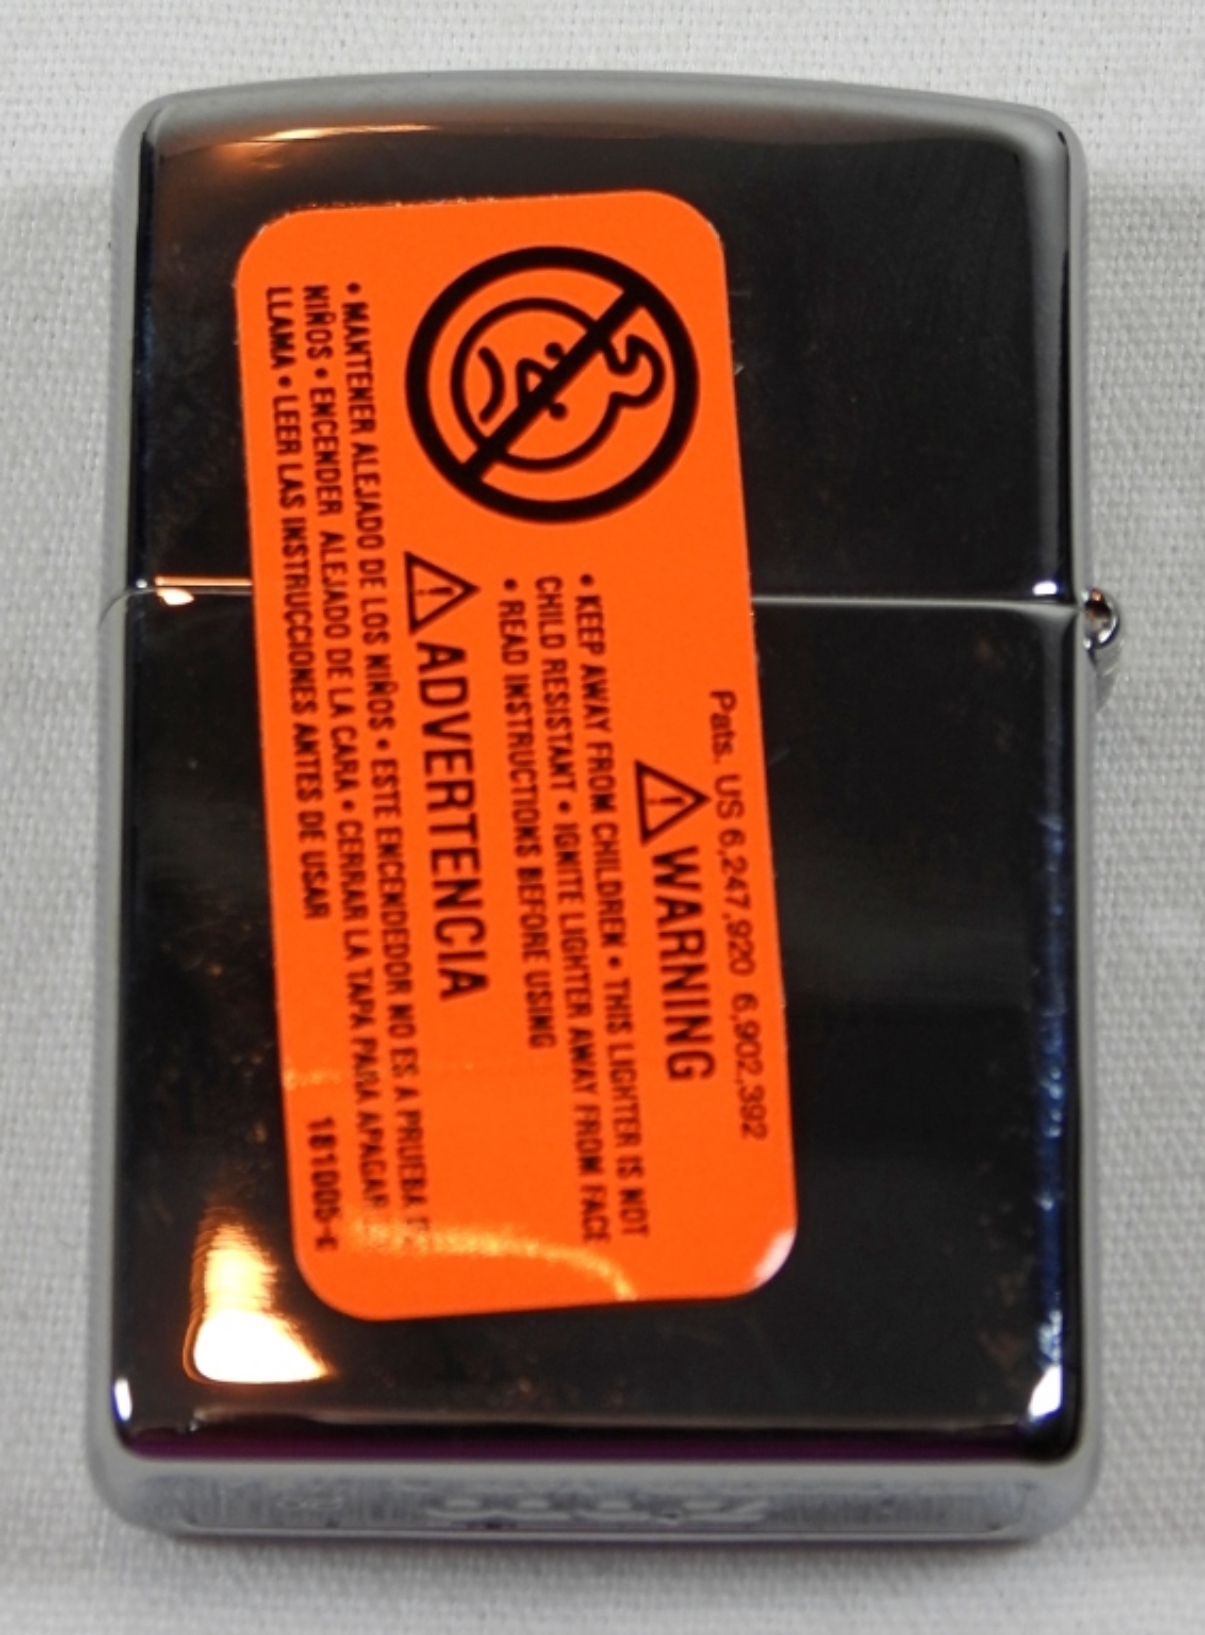 Pats. US 6,247,920 6,902,392
WARNING
• KEEP AWAY FROM CHILDREN • THIS LIGHTER IS NOT
CHILD RESISTANT • IGNITE LIGHTER AWAY FROM FACE
• READ INSTRUCTIONS BEFORE USING
ADVERTENCIA
• MANTENER ALEJADO DE LOS NIÑOS • ESTE ENCENDEDOR NO ES A PRUEBA
NIÑOS • ENCENDER ALEJADO DE LA CARA • CERRAR LA TAPA PARA APAGAR
LLAMA • LEER LAS INSTRUCCIONES ANTES DE USAR